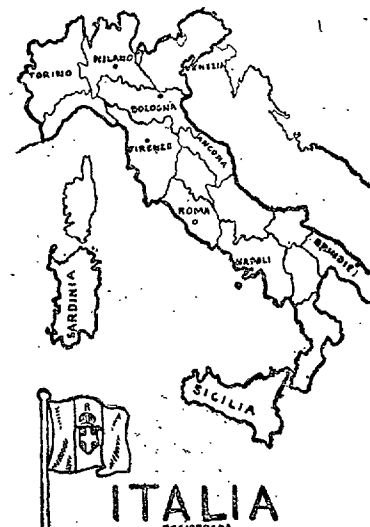 VENEZIA
MILANO
TORINO
BOLOGNA
FIRENZE
ANCONA
ROMA
NAPOLI
BRINDISI
SARDINIA
SICILIA
R
ITALIA